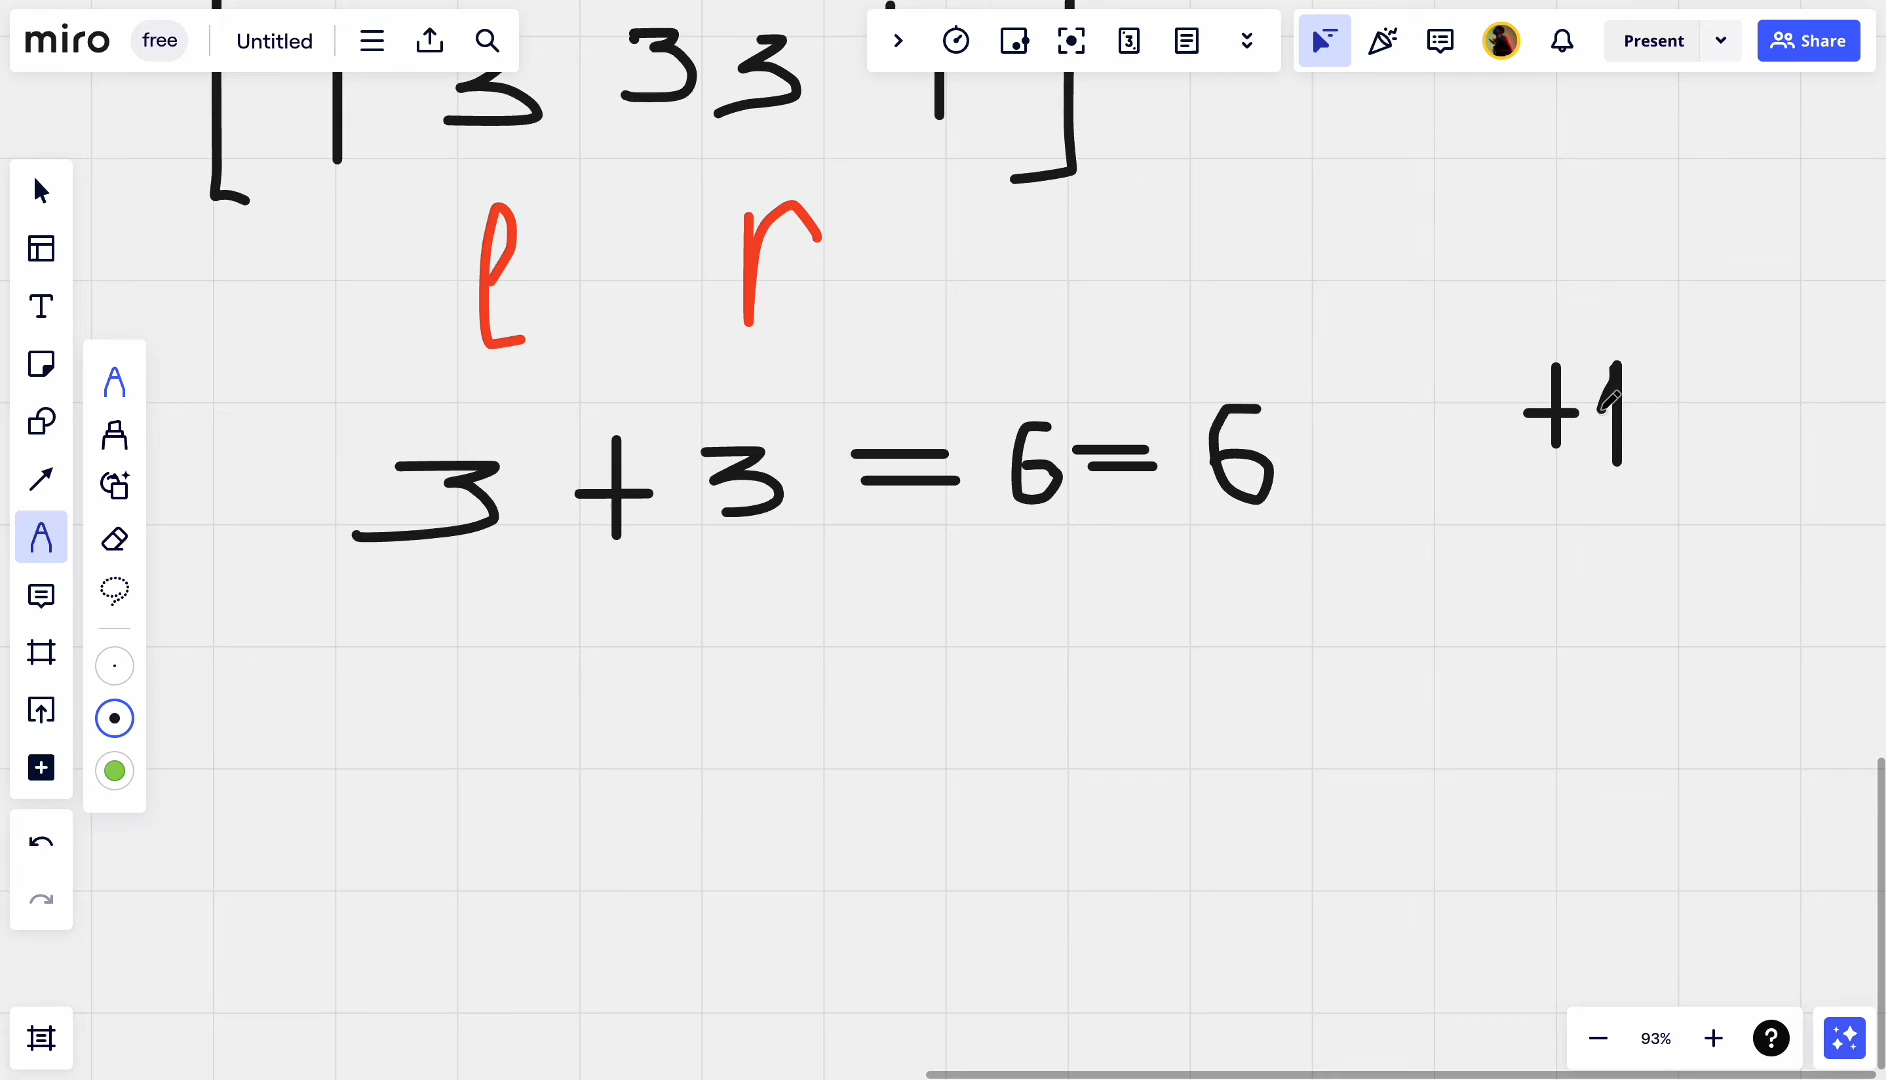 miro free Untitled Present Share
[1 3 3 3 1]
l r
+1
3 + 3 = 6 = 6
93%